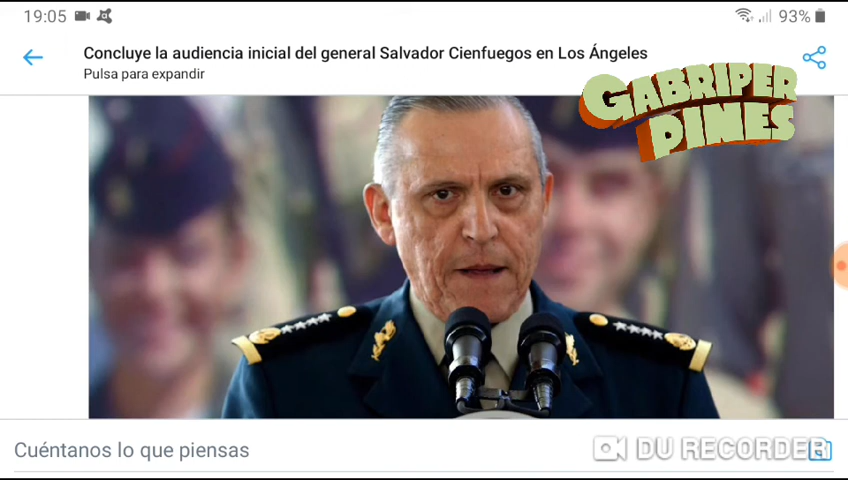 19:05
93%
Concluye la audiencia inicial del general Salvador Cienfuegos en Los Ángeles
Pulsa para expandir
GABRIPER
PINES
Cuéntanos lo que piensas
DU RECORDER